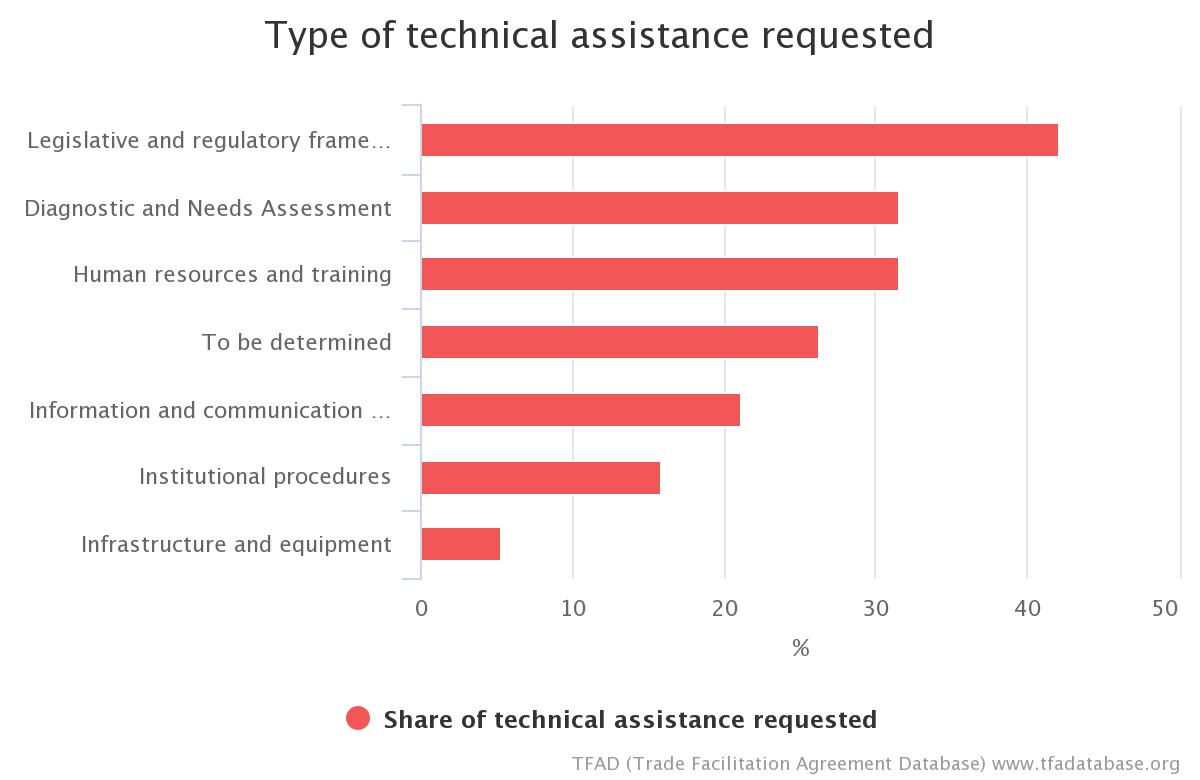 Type of technical assistance requested
Legislative and regulatory frame…
Diagnostic and Needs Assessment
Human resources and training
To be determined
Information and communication …
Institutional procedures
Infrastructure and equipment
0 10 20 30 40 50
%
Share of technical assistance requested
TFAD (Trade Facilitation Agreement Database) www.tfadatabase.org